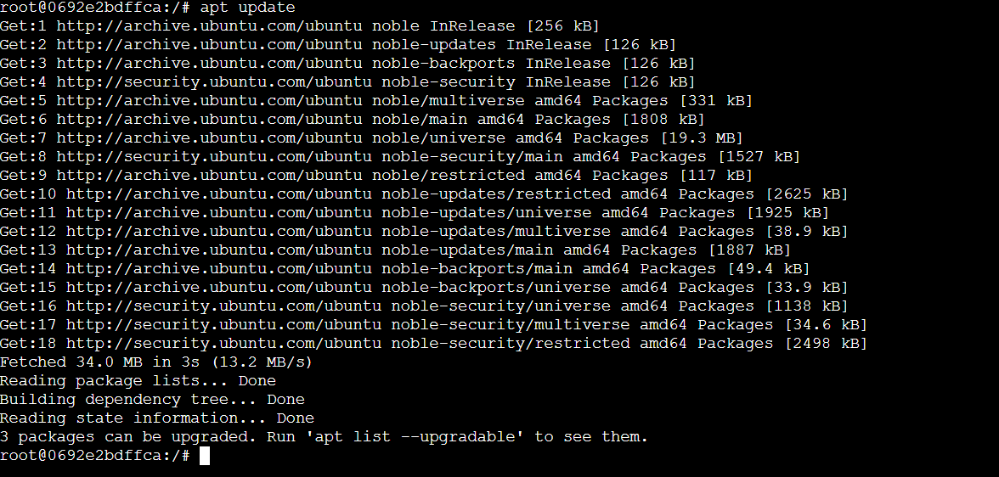 root@0692e2bdffca:/# apt update
Get:1 http://archive.ubuntu.com/ubuntu noble InRelease [256 kB]
Get:2 http://archive.ubuntu.com/ubuntu noble-updates InRelease [126 kB]
Get:3 http://archive.ubuntu.com/ubuntu noble-backports InRelease [126 kB]
Get:4 http://security.ubuntu.com/ubuntu noble-security InRelease [126 kB]
Get:5 http://archive.ubuntu.com/ubuntu noble/multiverse amd64 Packages [331 kB]
Get:6 http://archive.ubuntu.com/ubuntu noble/main amd64 Packages [1808 kB]
Get:7 http://archive.ubuntu.com/ubuntu noble/universe amd64 Packages [19.3 MB]
Get:8 http://security.ubuntu.com/ubuntu noble-security/main amd64 Packages [1527 kB]
Get:9 http://archive.ubuntu.com/ubuntu noble/restricted amd64 Packages [117 kB]
Get:10 http://archive.ubuntu.com/ubuntu noble-updates/restricted amd64 Packages [2625 kB]
Get:11 http://archive.ubuntu.com/ubuntu noble-updates/universe amd64 Packages [1925 kB]
Get:12 http://archive.ubuntu.com/ubuntu noble-updates/multiverse amd64 Packages [38.9 kB]
Get:13 http://archive.ubuntu.com/ubuntu noble-updates/main amd64 Packages [1887 kB]
Get:14 http://archive.ubuntu.com/ubuntu noble-backports/main amd64 Packages [49.4 kB]
Get:15 http://archive.ubuntu.com/ubuntu noble-backports/universe amd64 Packages [33.9 kB]
Get:16 http://security.ubuntu.com/ubuntu noble-security/universe amd64 Packages [1138 kB]
Get:17 http://security.ubuntu.com/ubuntu noble-security/multiverse amd64 Packages [34.6 kB]
Get:18 http://security.ubuntu.com/ubuntu noble-security/restricted amd64 Packages [2498 kB]
Fetched 34.0 MB in 3s (13.2 MB/s)
Reading package lists... Done
Building dependency tree... Done
Reading state information... Done
3 packages can be upgraded. Run 'apt list --upgradable' to see them.
root@0692e2bdffca:/#